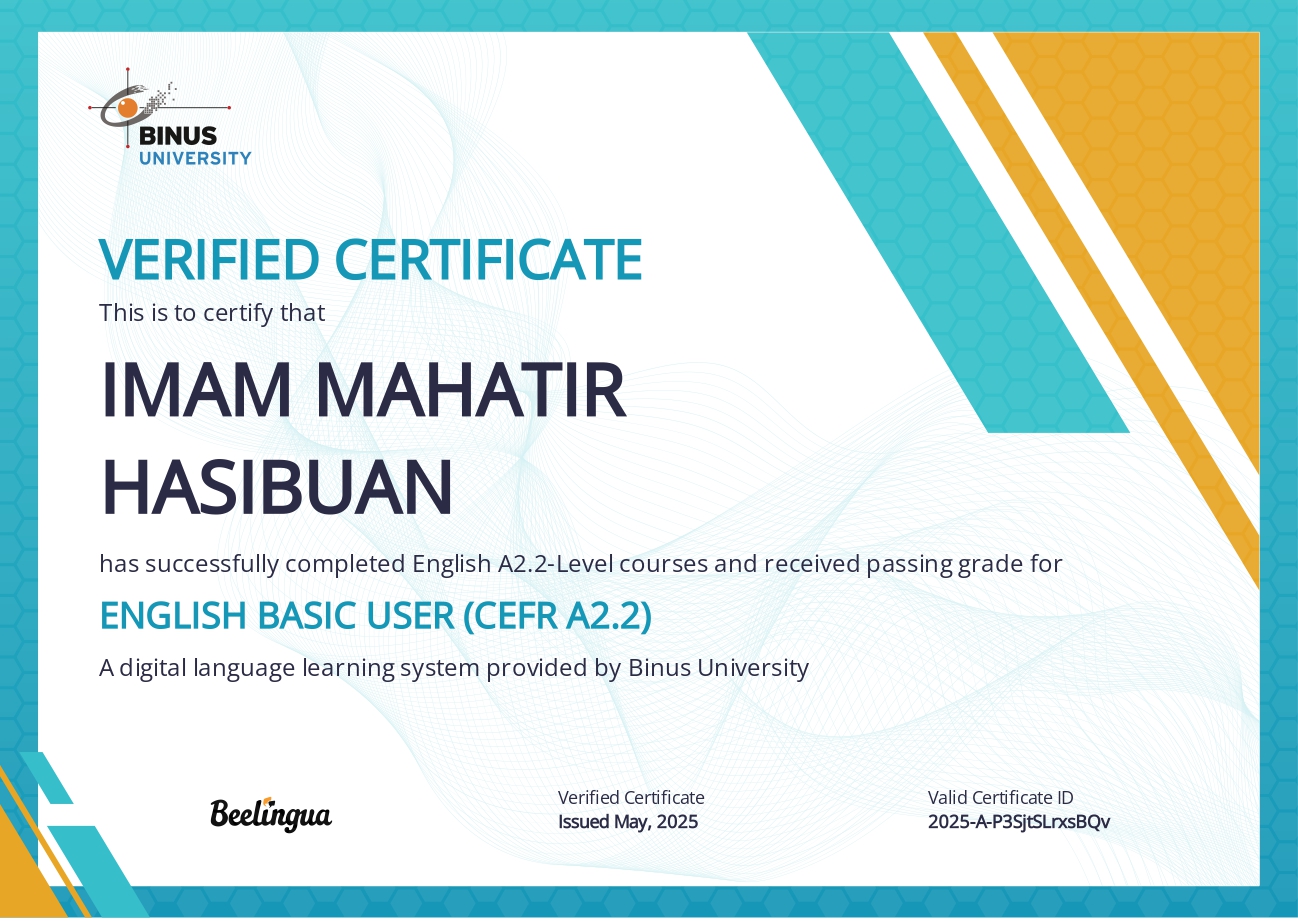 BINUS
UNIVERSITY
VERIFIED CERTIFICATE
This is to certify that
IMAM MAHATIR
HASIBUAN
has successfully completed English A2.2-Level courses and received passing grade for
ENGLISH BASIC USER (CEFR A2.2)
A digital language learning system provided by Binus University
Beelingua
Verified Certificate
Issued May, 2025
Valid Certificate ID
2025-A-P3SjtSLrxsBQv